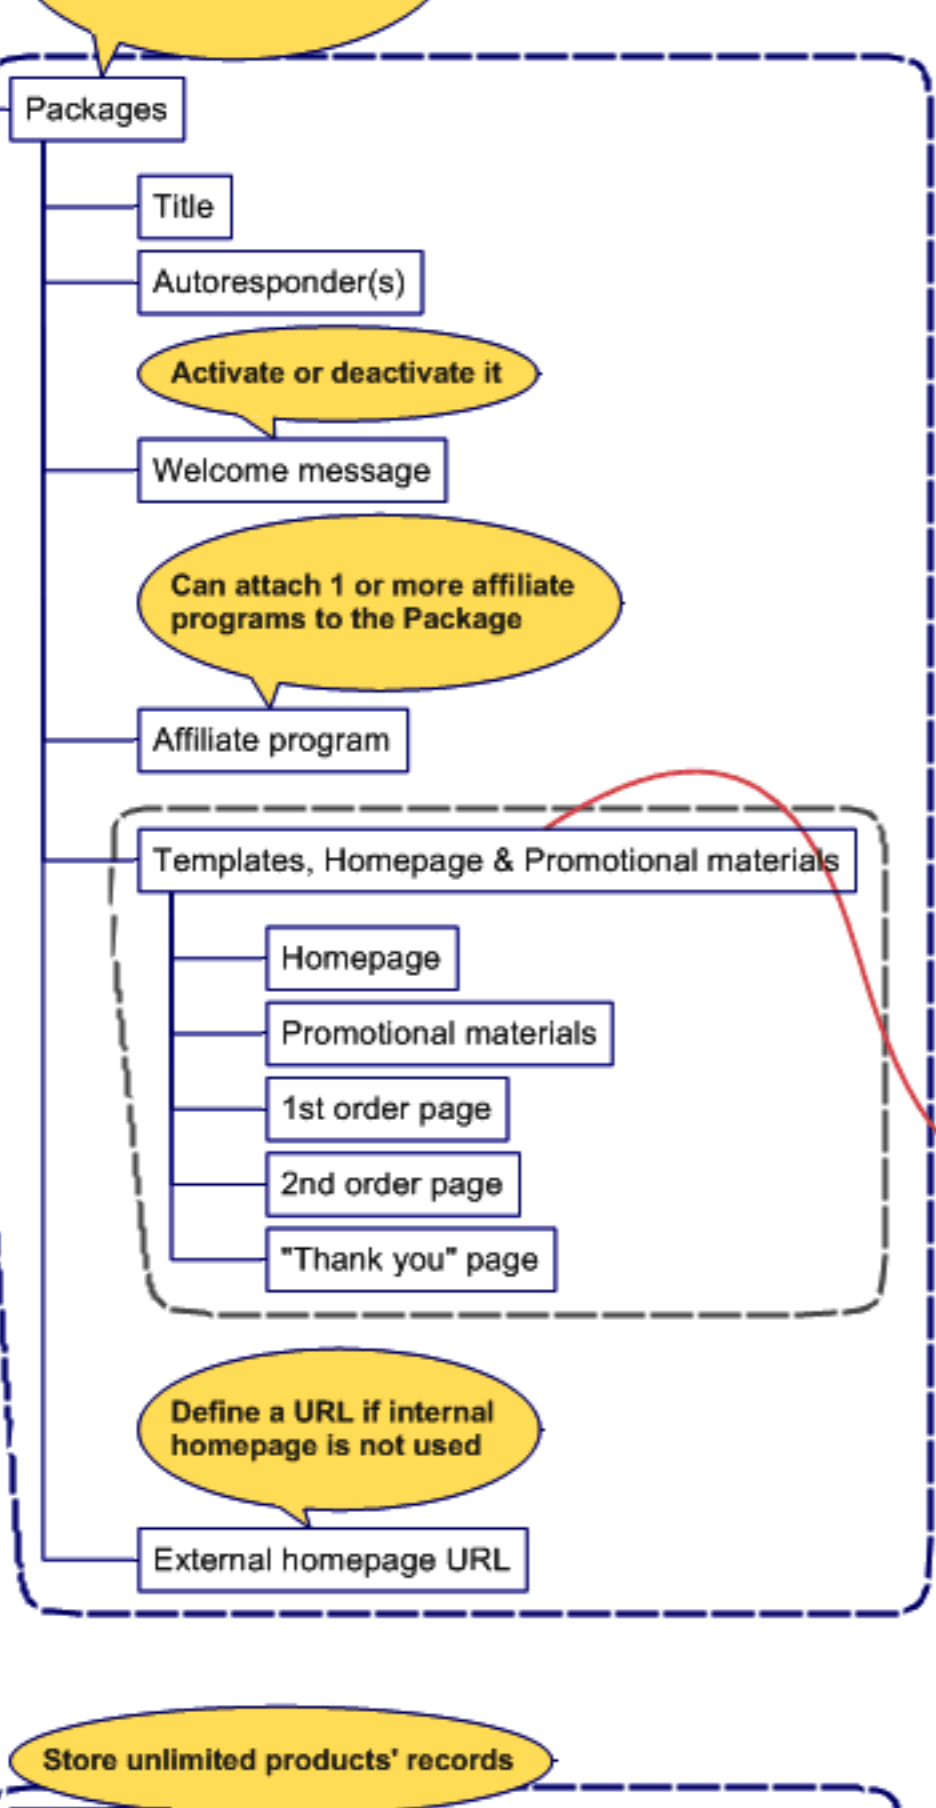 Packages
Title
Autoresponder(s)
Activate or deactivate it
Welcome message
Can attach 1 or more affiliate
programs to the Package
Affiliate program
Templates, Homepage & Promotional materials
Homepage
Promotional materials
1st order page
2nd order page
"Thank you" page
Define a URL if internal
homepage is not used
External homepage URL
Store unlimited products' records